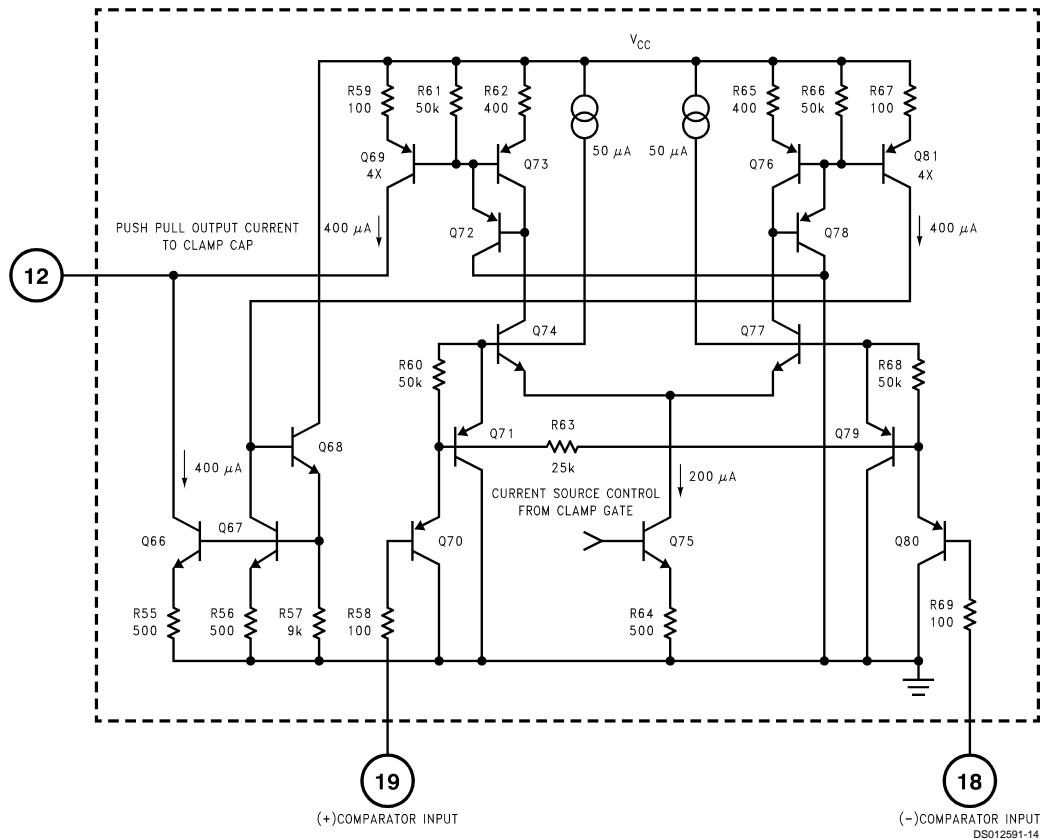 VCC
R59
100
R61
50k
R62
400
50 μA
50 μA
R65
400
R66
50k
R67
100
Q69
4X
Q73
Q76
Q81
4X
PUSH PULL OUTPUT CURRENT
TO CLAMP CAP
400 μA
Q72
Q78
400 μA
12
Q74
Q77
R60
50k
R68
50k
Q68
Q71
R63
25k
Q79
400 μA
CURRENT SOURCE CONTROL
FROM CLAMP GATE
200 μA
Q66
Q67
Q70
Q75
Q80
R55
500
R56
500
R57
9k
R58
100
R64
500
R69
100
19
18
(+)COMPARATOR INPUT
(-)COMPARATOR INPUT
DS012591-14